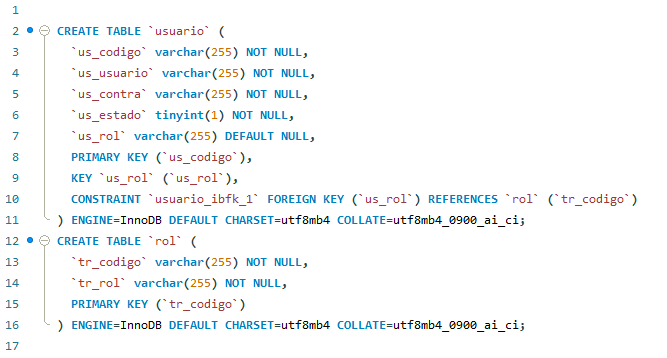 1
2 CREATE TABLE `usuario` (
3 `us_codigo` varchar(255) NOT NULL,
4 `us_usuario` varchar(255) NOT NULL,
5 `us_contra` varchar(255) NOT NULL,
6 `us_estado` tinyint(1) NOT NULL,
7 `us_rol` varchar(255) DEFAULT NULL,
8 PRIMARY KEY (`us_codigo`),
9 KEY `us_rol` (`us_rol`),
10 CONSTRAINT `usuario_ibfk_1` FOREIGN KEY (`us_rol`) REFERENCES `rol` (`tr_codigo`)
11 ) ENGINE=InnoDB DEFAULT CHARSET=utf8mb4 COLLATE=utf8mb4_0900_ai_ci;
12 CREATE TABLE `rol` (
13 `tr_codigo` varchar(255) NOT NULL,
14 `tr_rol` varchar(255) NOT NULL,
15 PRIMARY KEY (`tr_codigo`)
16 ) ENGINE=InnoDB DEFAULT CHARSET=utf8mb4 COLLATE=utf8mb4_0900_ai_ci;
17